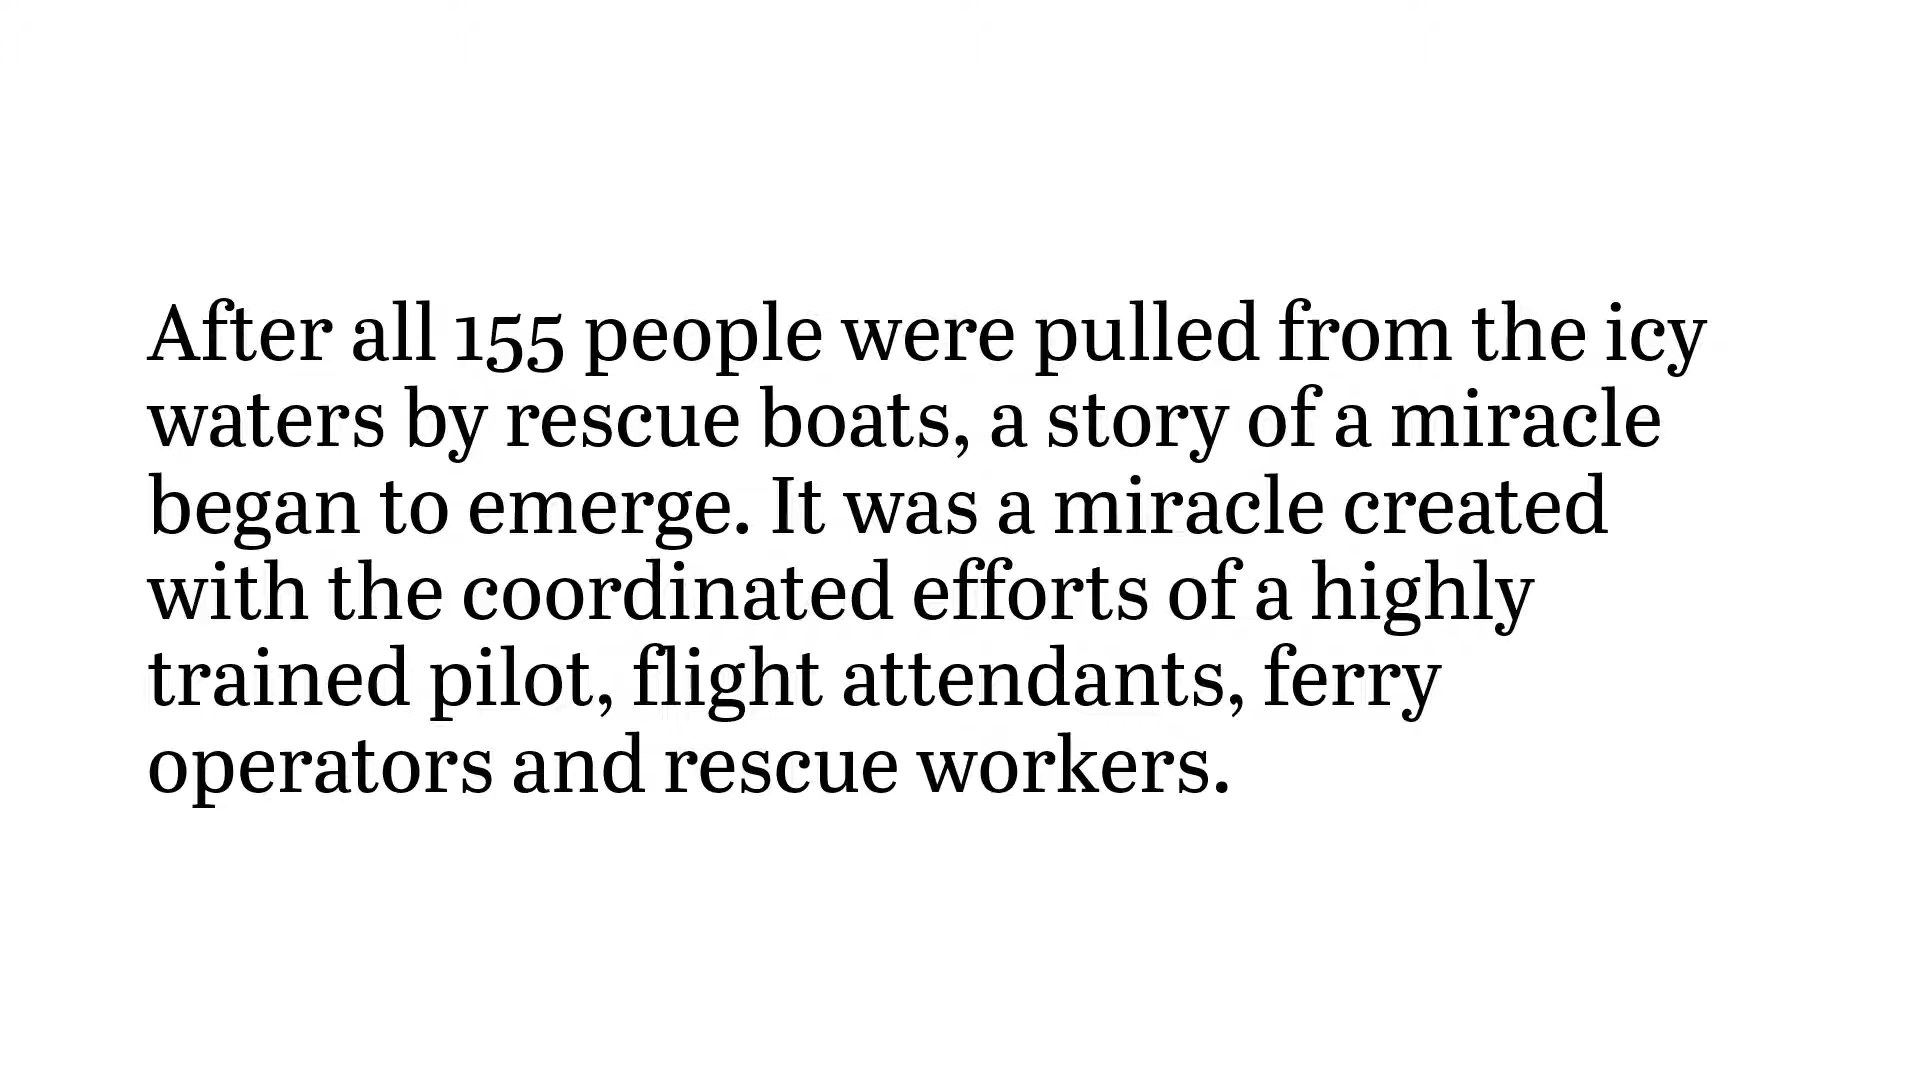 After all 155 people were pulled from the icy
waters by rescue boats, a story of a miracle
began to emerge. It was a miracle created
with the coordinated efforts of a highly
trained pilot, flight attendants, ferry
operators and rescue workers.